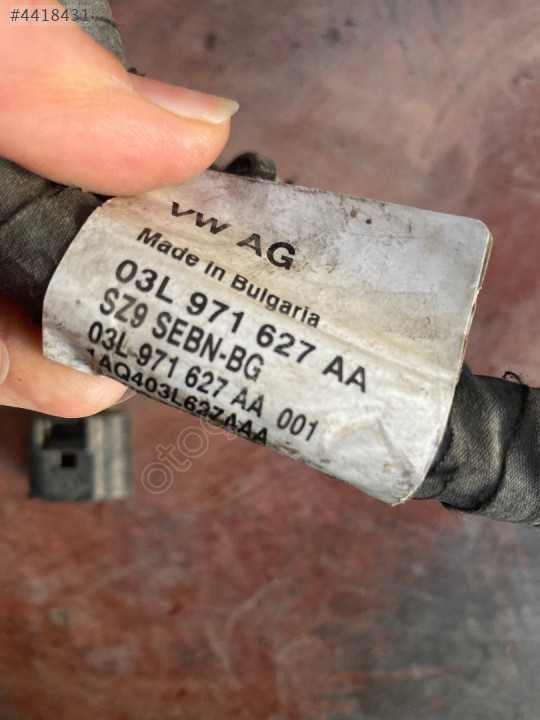 #4418431
VW AG
Made in Bulgaria
03L 971 627 AA
SZ9 SEBN-BG
03L 971 627 AA 001
1AQ403L627AAA